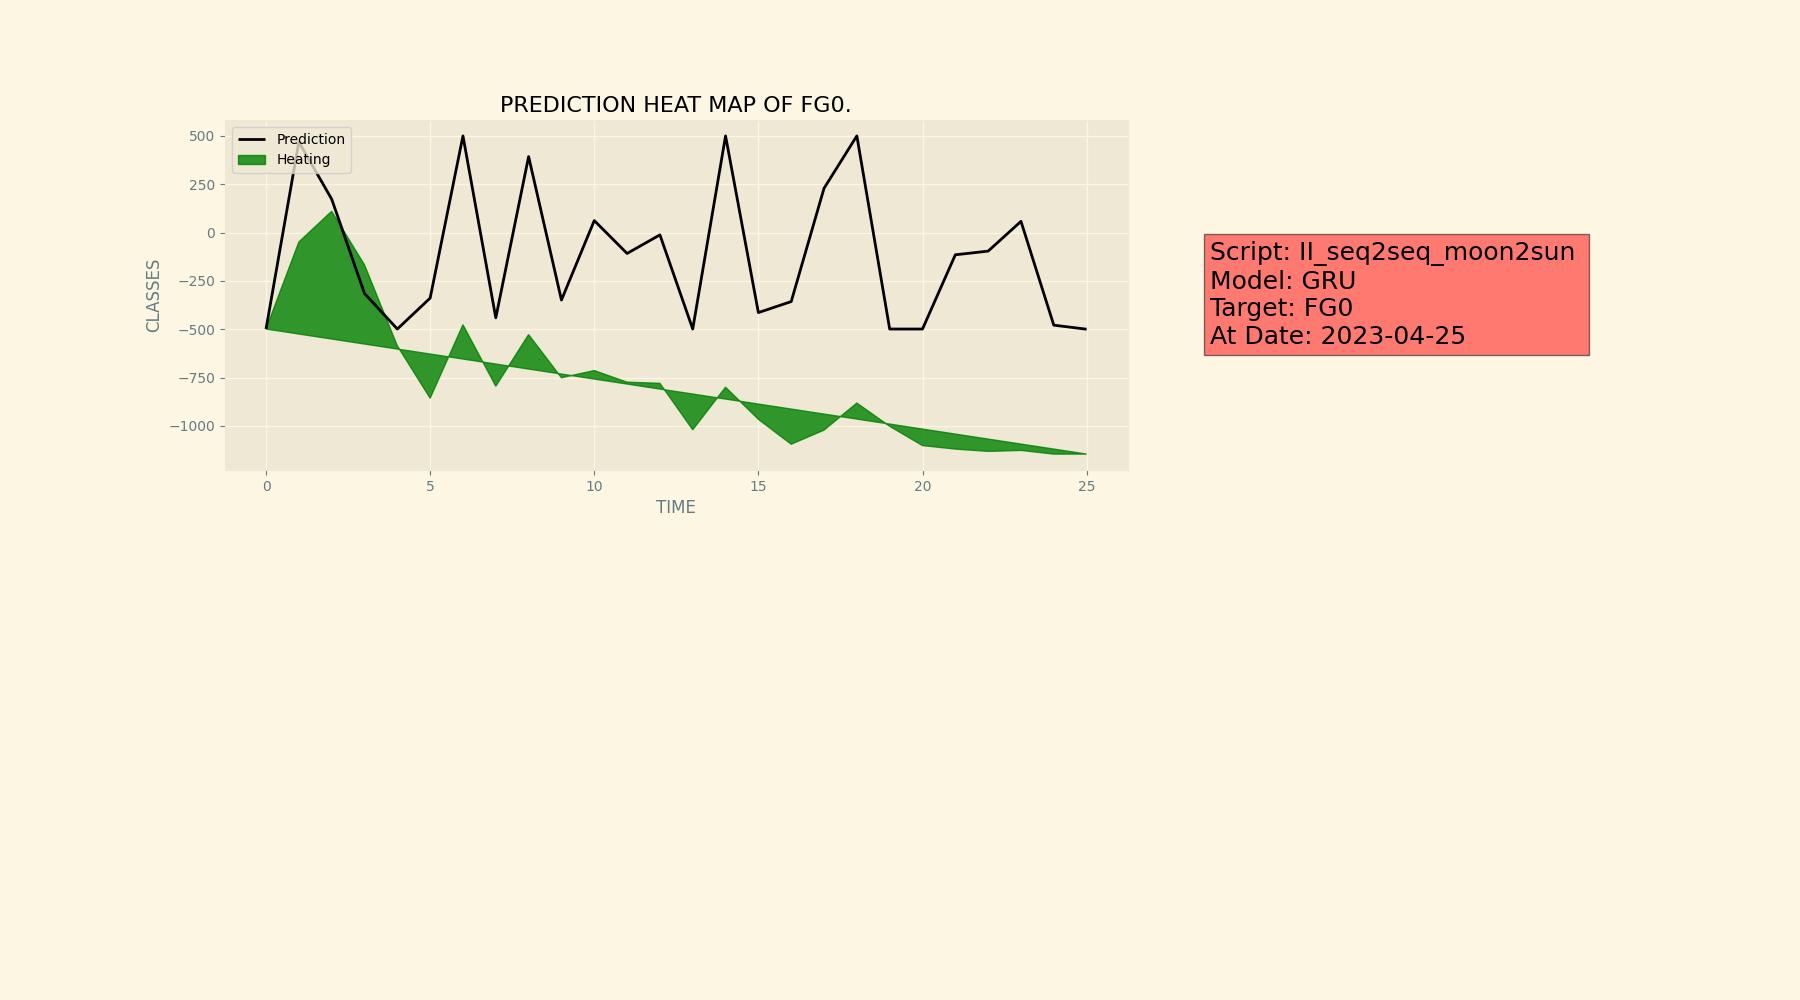 PREDICTION HEAT MAP OF FG0.
Prediction
Heating
500
250
0
−250
−500
−750
−1000
CLASSES
0 5 10 15 20 25
TIME
Script: II_seq2seq_moon2sun
Model: GRU
Target: FG0
At Date: 2023-04-25